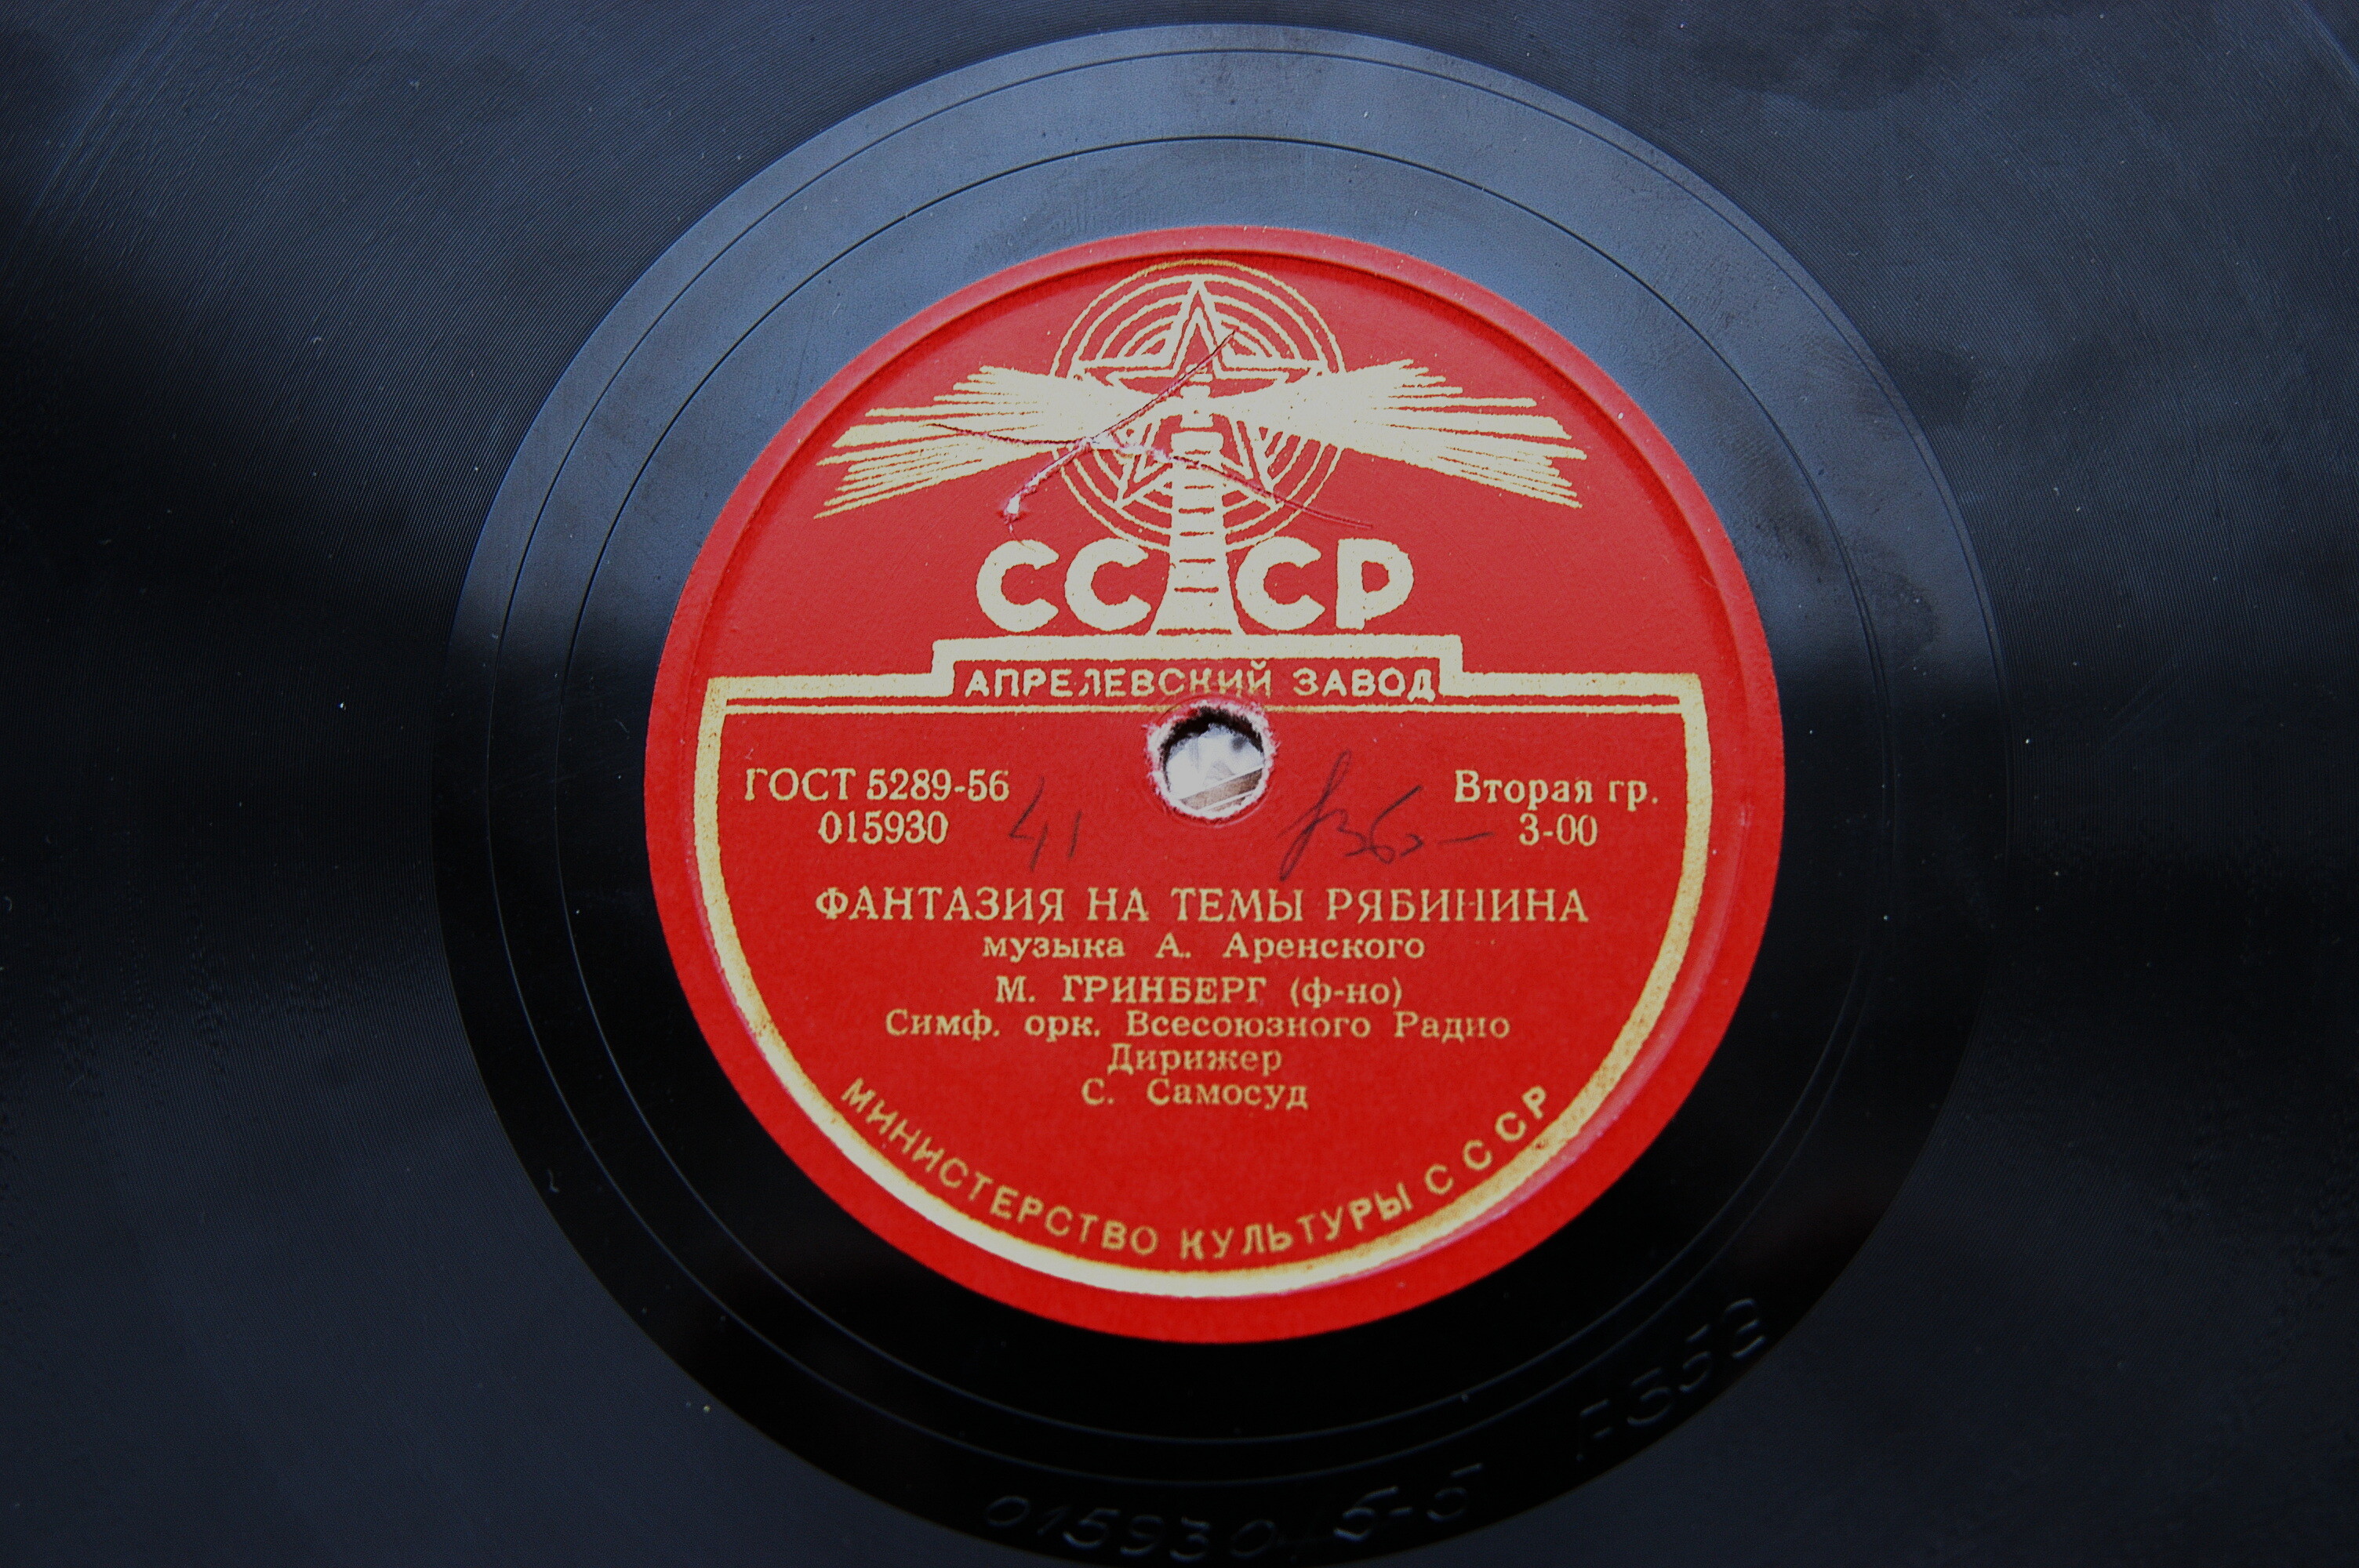 СССР
АПРЕЛЕВСКИЙ ЗАВОД
ГОСТ 5289-56
Вторая гр.
015930
41
3-00
ФАНТАЗИЯ НА ТЕМЫ РЯБИНИНА
музыка А. Аренского
М. ГРИНБЕРГ (ф-но)
Симф. орк. Всесоюзного Радио
Дирижер
С. Самосуд
МИНИСТЕРСТВО КУЛЬТУРЫ СССР